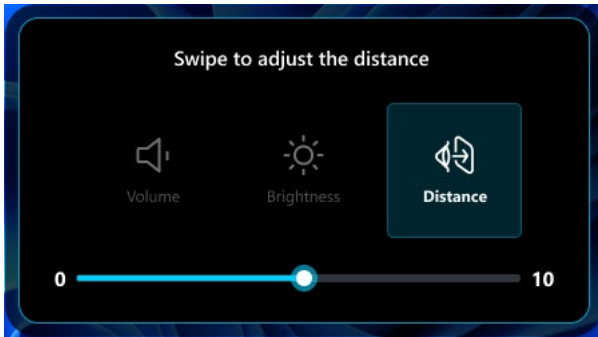 Swipe to adjust the distance
Volume
Brightness
Distance
0
10